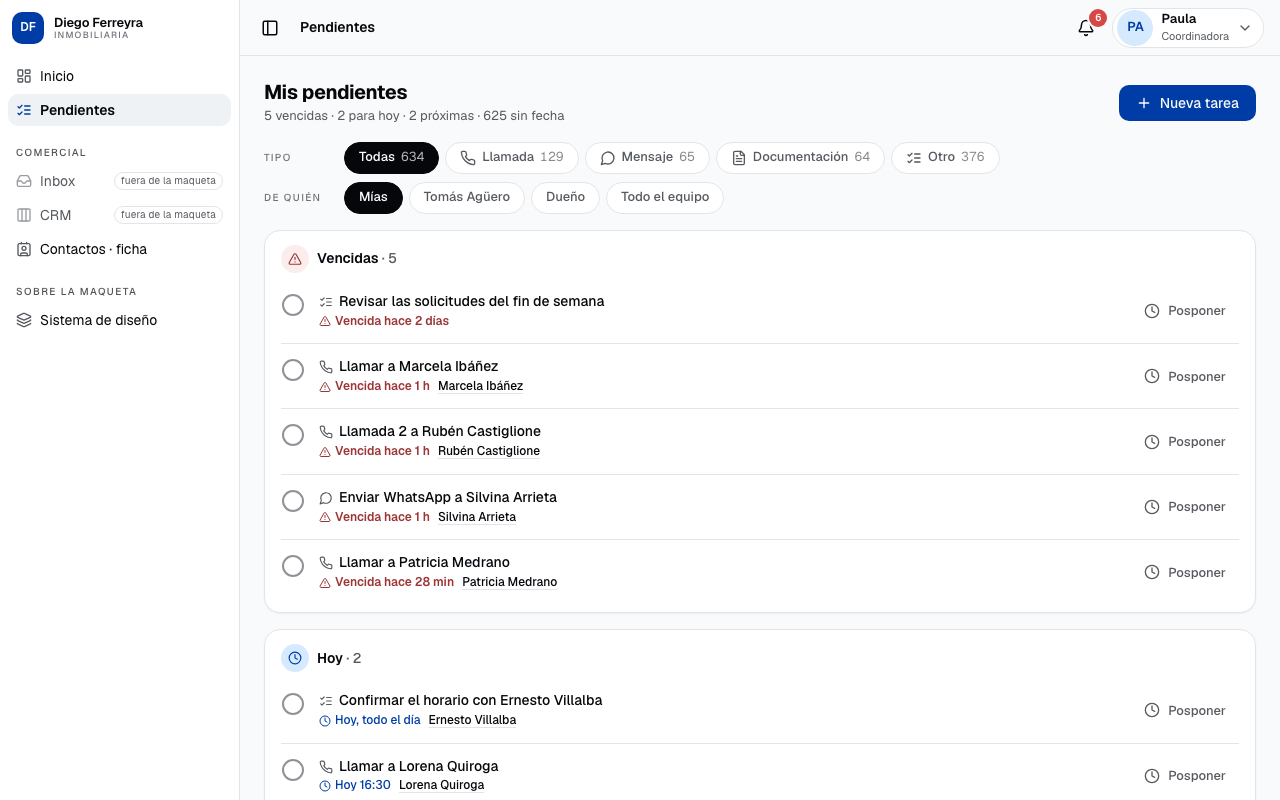 DF
Diego Ferreyra
INMOBILIARIA
Inicio
Pendientes
COMERCIAL
Inbox fuera de la maqueta
CRM fuera de la maqueta
Contactos · ficha
SOBRE LA MAQUETA
Sistema de diseño
Pendientes
6
PA
Paula
Coordinadora
Mis pendientes
5 vencidas · 2 para hoy · 2 próximas · 625 sin fecha
Nueva tarea
TIPO Todas 634 Llamada 129 Mensaje 65 Documentación 64 Otro 376
DE QUIÉN Mías Tomás Agüero Dueño Todo el equipo
Vencidas · 5
Revisar las solicitudes del fin de semana
Vencida hace 2 días
Posponer
Llamar a Marcela Ibáñez
Vencida hace 1 h Marcela Ibáñez
Posponer
Llamada 2 a Rubén Castiglione
Vencida hace 1 h Rubén Castiglione
Posponer
Enviar WhatsApp a Silvina Arrieta
Vencida hace 1 h Silvina Arrieta
Posponer
Llamar a Patricia Medrano
Vencida hace 28 min Patricia Medrano
Posponer
Hoy · 2
Confirmar el horario con Ernesto Villalba
Hoy, todo el día Ernesto Villalba
Posponer
Llamar a Lorena Quiroga
Hoy 16:30 Lorena Quiroga
Posponer